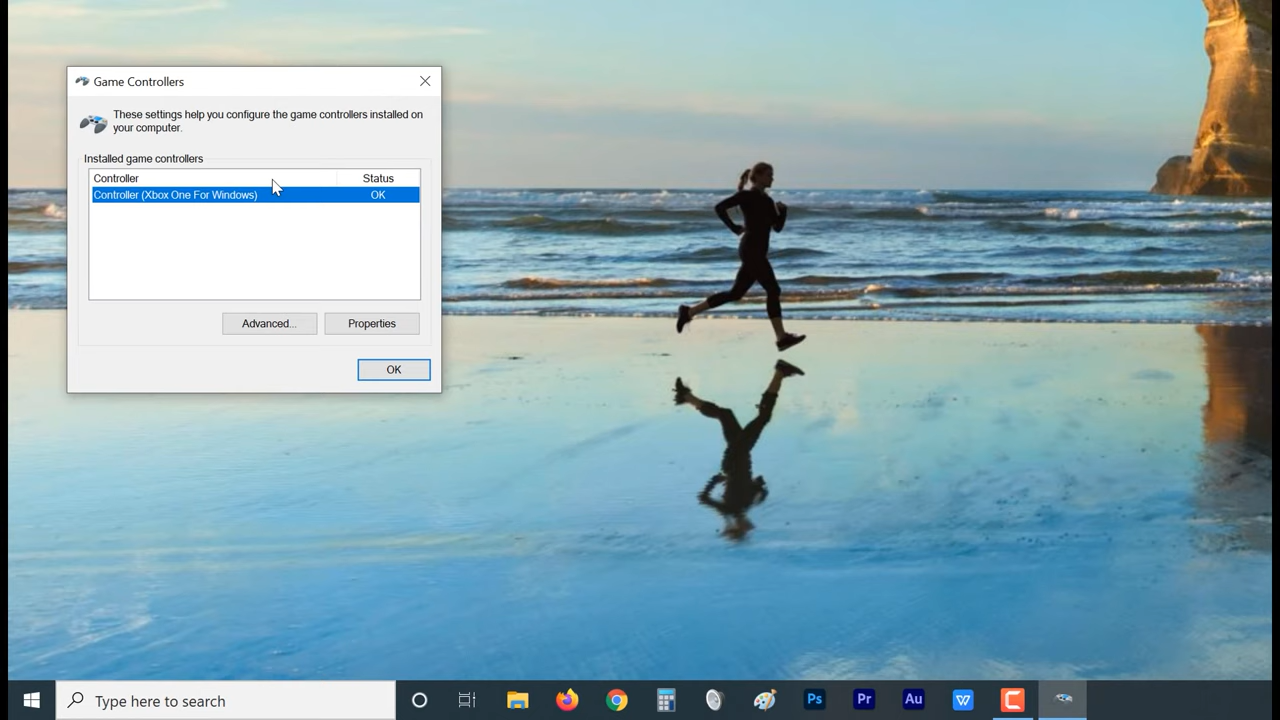 Game Controllers
These settings help you configure the game controllers installed on
your computer.
Installed game controllers
Controller Status
Controller (Xbox One For Windows) OK
Advanced... Properties
OK
Type here to search
Ps Pr Au W C